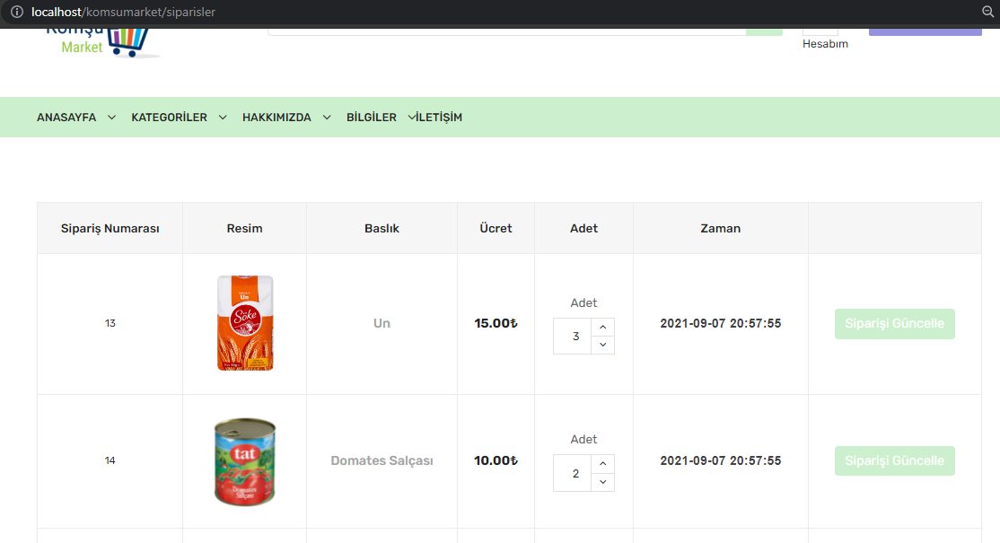 localhost/komsumarket/siparisler
Komşu
Market
Hesabım
ANASAYFA KATEGORİLER HAKKIMIZDA BİLGİLER İLETİŞİM
Sipariş Numarası Resim Baslık Ücret Adet Zaman
Un
Söke
Adet
13 Un 15.00₺ 3 2021-09-07 20:57:55 Siparişi Güncelle
tat
Domates
Salçası
Adet
14 Domates Salçası 10.00₺ 2 2021-09-07 20:57:55 Siparişi Güncelle